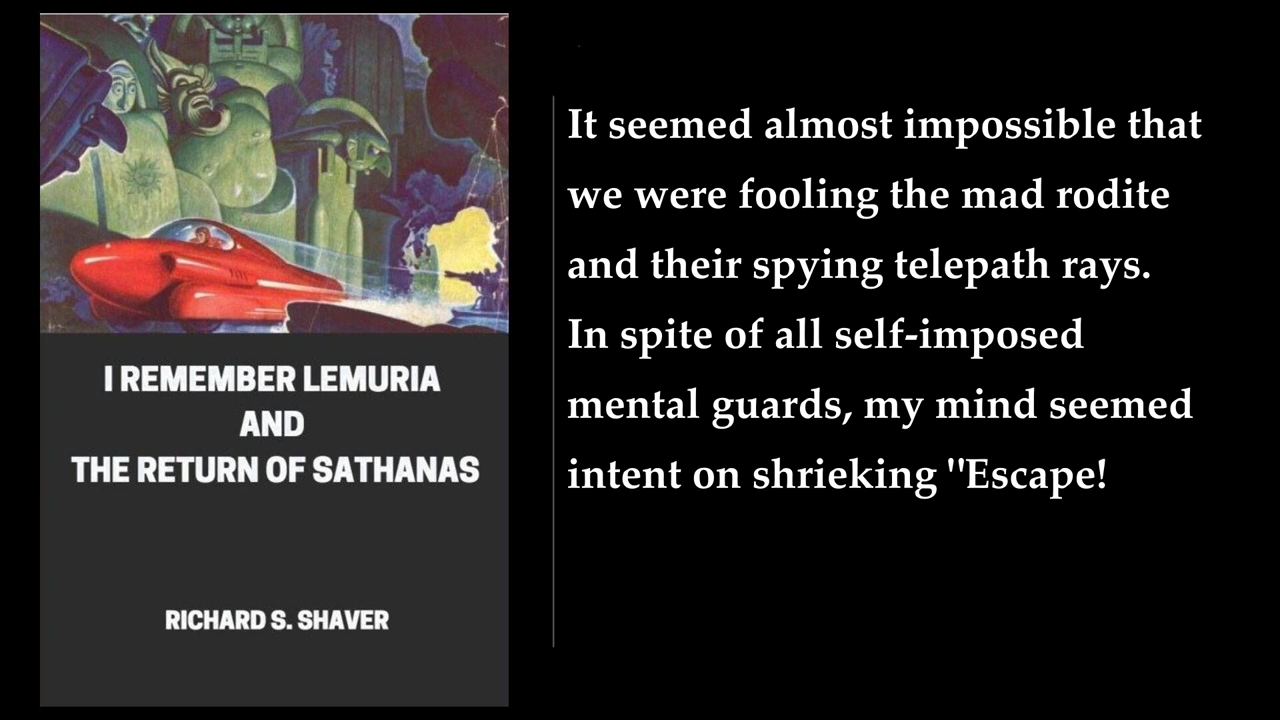 I REMEMBER LEMURIA
AND
THE RETURN OF SATHANAS
RICHARD S. SHAVER
It seemed almost impossible that
we were fooling the mad rodite
and their spying telepath rays.
In spite of all self-imposed
mental guards, my mind seemed
intent on shrieking "Escape!